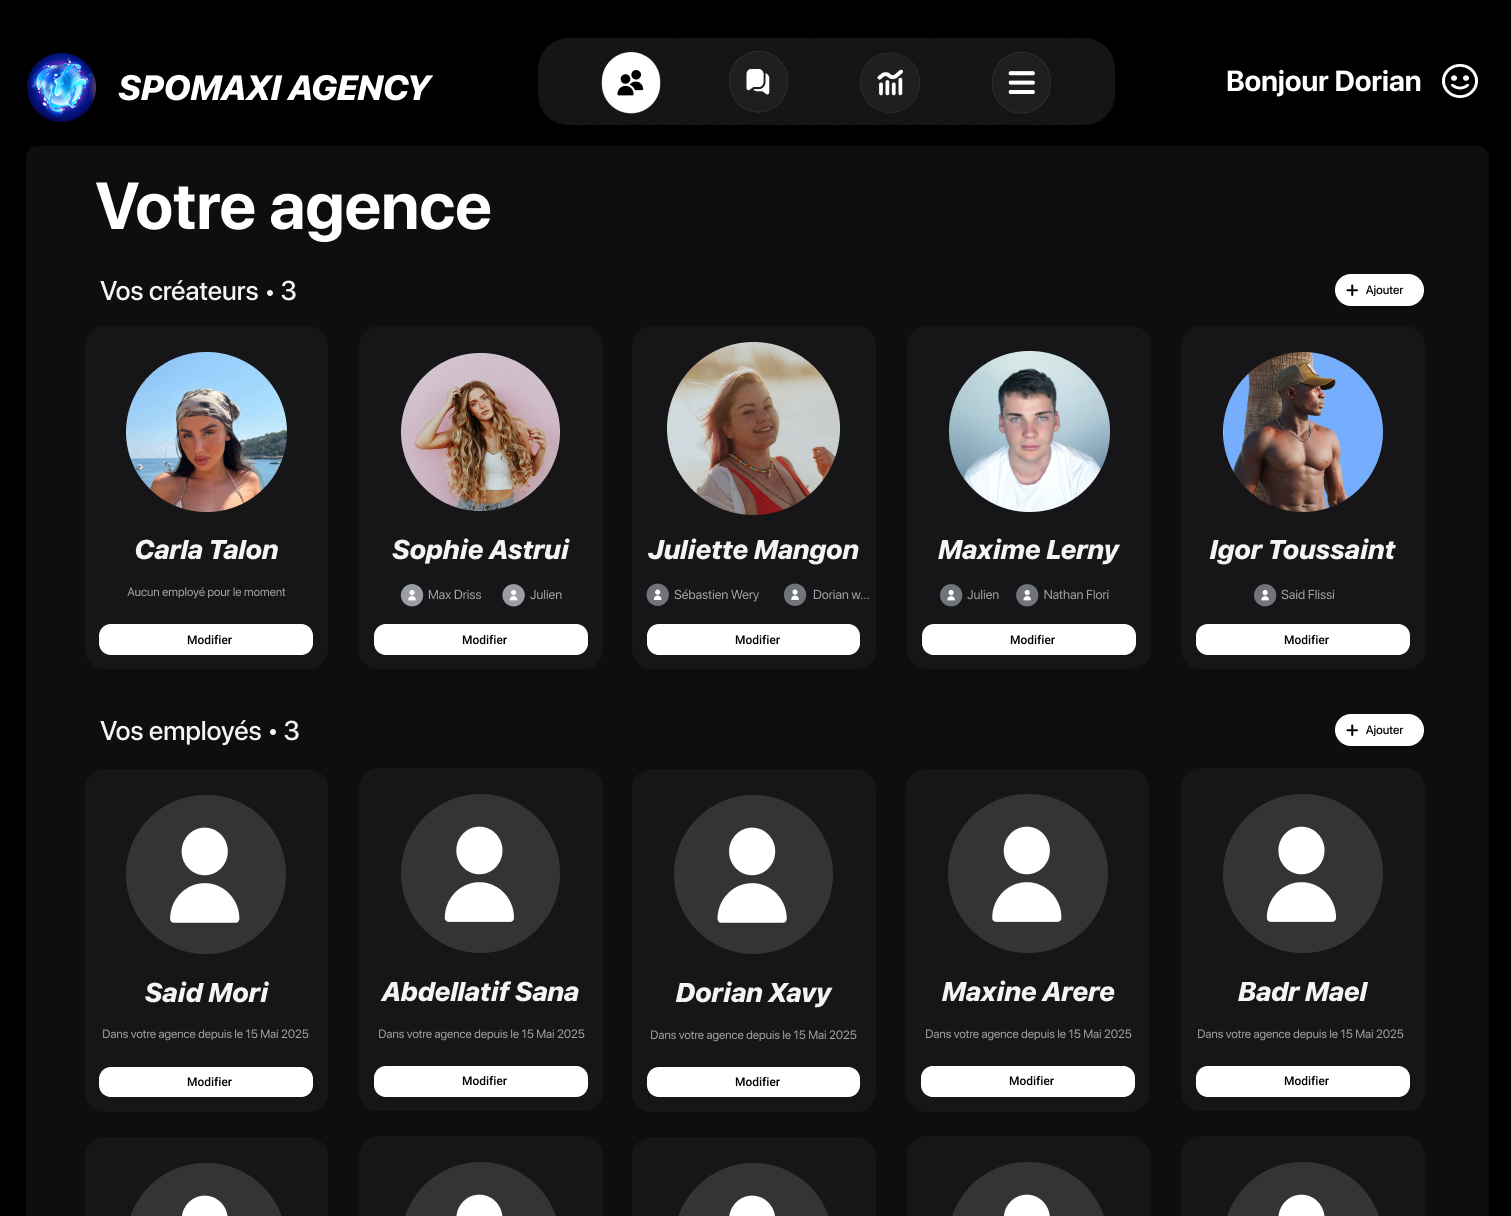 SPOMAXI AGENCY
Bonjour Dorian
Votre agence
Vos créateurs • 3
+ Ajouter
Carla Talon
Aucun employé pour le moment
Modifier
Sophie Astrui
Max Driss
Julien
Modifier
Juliette Mangon
Sébastien Wery
Dorian w...
Modifier
Maxime Lerny
Julien
Nathan Flori
Modifier
Igor Toussaint
Said Flissi
Modifier
Vos employés • 3
+ Ajouter
Said Mori
Dans votre agence depuis le 15 Mai 2025
Modifier
Abdellatif Sana
Dans votre agence depuis le 15 Mai 2025
Modifier
Dorian Xavy
Dans votre agence depuis le 15 Mai 2025
Modifier
Maxine Arere
Dans votre agence depuis le 15 Mai 2025
Modifier
Badr Mael
Dans votre agence depuis le 15 Mai 2025
Modifier